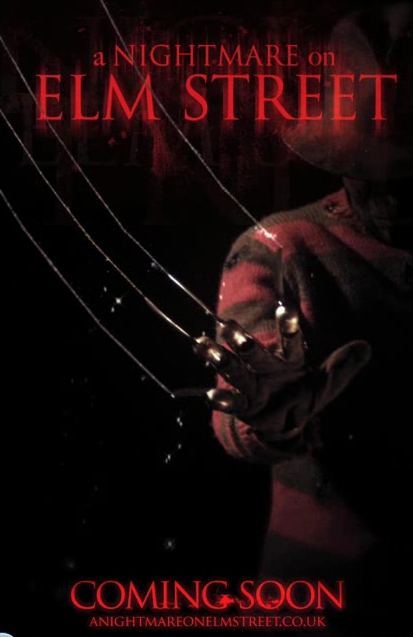 a NIGHTMARE on
ELM STREET
COMING SOON
ANIGHTMAREONELMSTREET.CO.UK